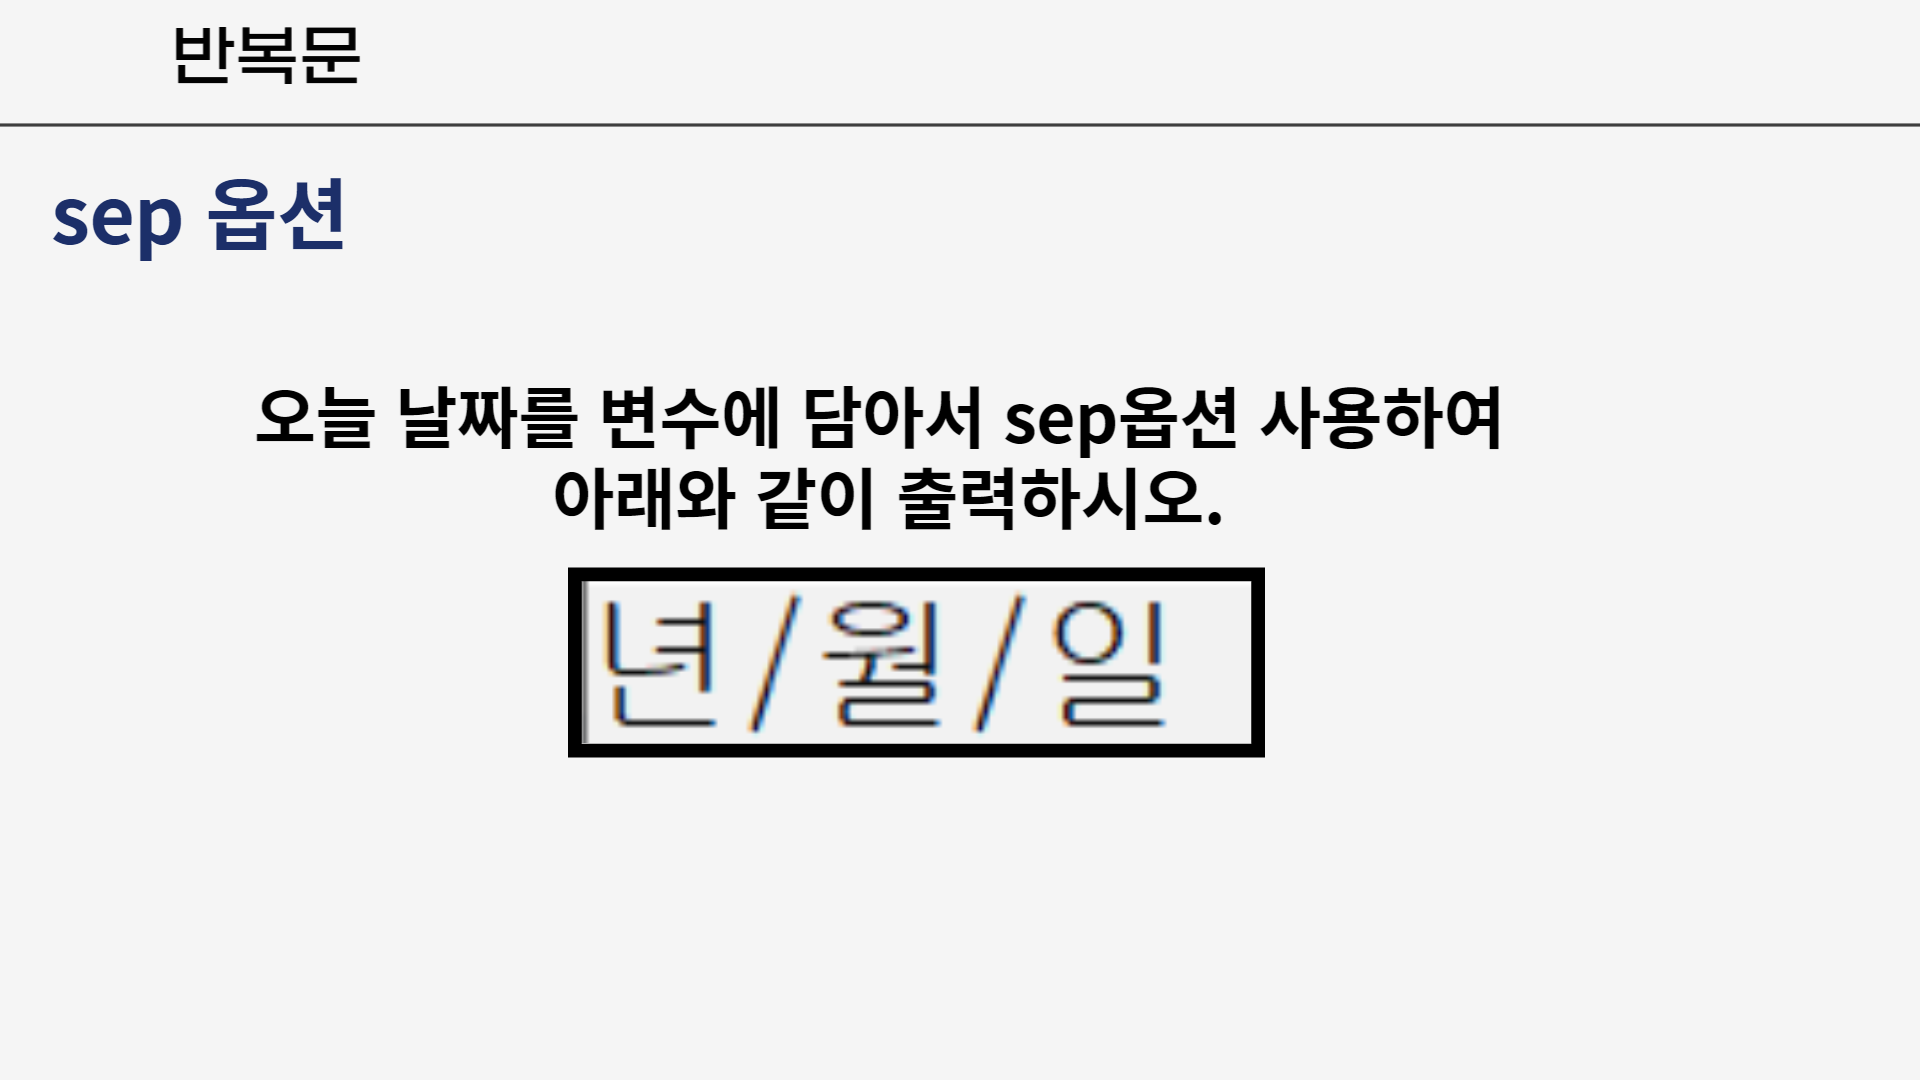 반복문
sep 옵션
오늘 날짜를 변수에 담아서 sep옵션 사용하여
아래와 같이 출력하시오.
년/월/일